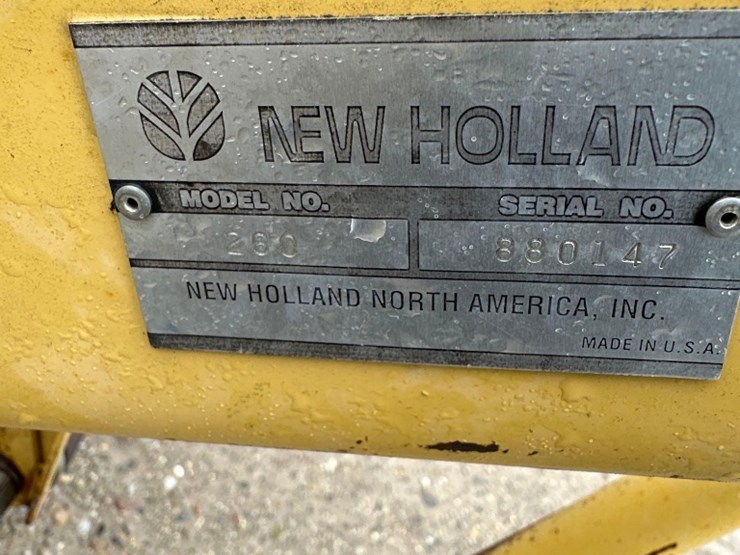 NEW HOLLAND
MODEL NO. SERIAL NO.
260 880147
NEW HOLLAND NORTH AMERICA, INC.
MADE IN U.S.A.